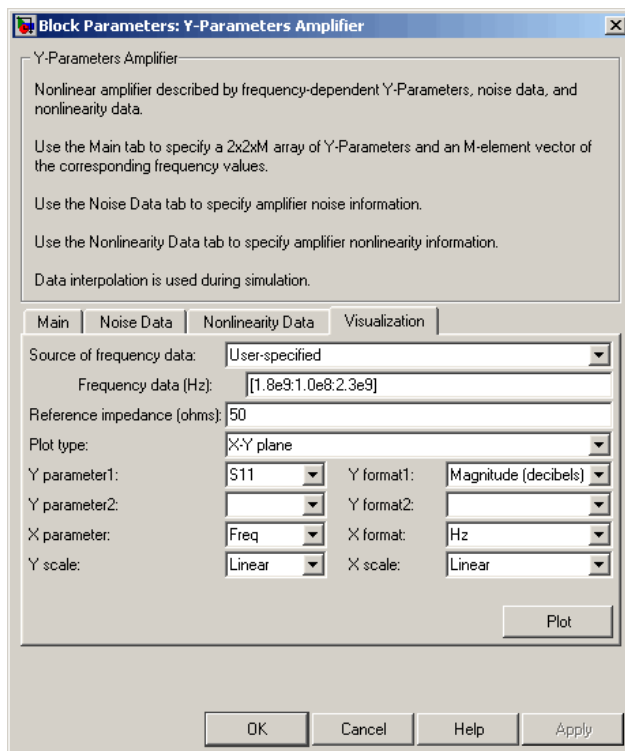 Block Parameters: Y-Parameters Amplifier
Y-Parameters Amplifier
Nonlinear amplifier described by frequency-dependent Y-Parameters, noise data, and
nonlinearity data.
Use the Main tab to specify a 2x2xM array of Y-Parameters and an M-element vector of
the corresponding frequency values.
Use the Noise Data tab to specify amplifier noise information.
Use the Nonlinearity Data tab to specify amplifier nonlinearity information.
Data interpolation is used during simulation.
Main Noise Data Nonlinearity Data Visualization
Source of frequency data: User-specified
Frequency data (Hz): [1.8e9:1.0e8:2.3e9]
Reference impedance (ohms): 50
Plot type: X-Y plane
Y parameter1: S11 Y format1: Magnitude (decibels)
Y parameter2: Y format2:
X parameter: Freq X format: Hz
Y scale: Linear X scale: Linear
Plot
OK Cancel Help Apply